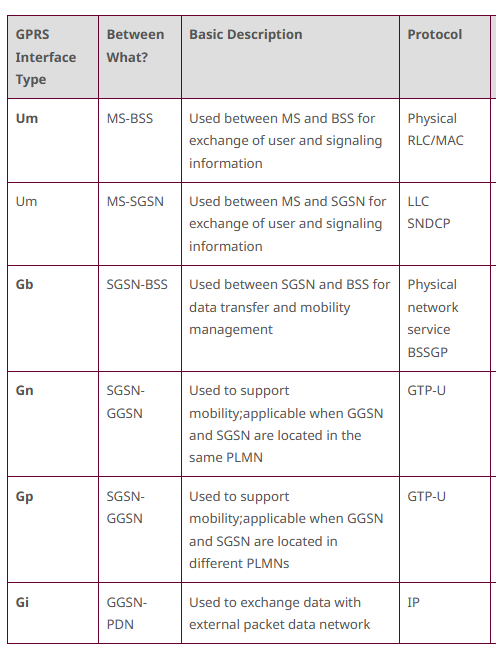 GPRS Interface Type | Between What? | Basic Description | Protocol
Um | MS-BSS | Used between MS and BSS for exchange of user and signaling information | Physical RLC/MAC
Um | MS-SGSN | Used between MS and SGSN for exchange of user and signaling information | LLC SNDCP
Gb | SGSN-BSS | Used between SGSN and BSS for data transfer and mobility management | Physical network service BSSGP
Gn | SGSN-GGSN | Used to support mobility;applicable when GGSN and SGSN are located in the same PLMN | GTP-U
Gp | SGSN-GGSN | Used to support mobility;applicable when GGSN and SGSN are located in different PLMNs | GTP-U
Gi | GGSN-PDN | Used to exchange data with external packet data network | IP